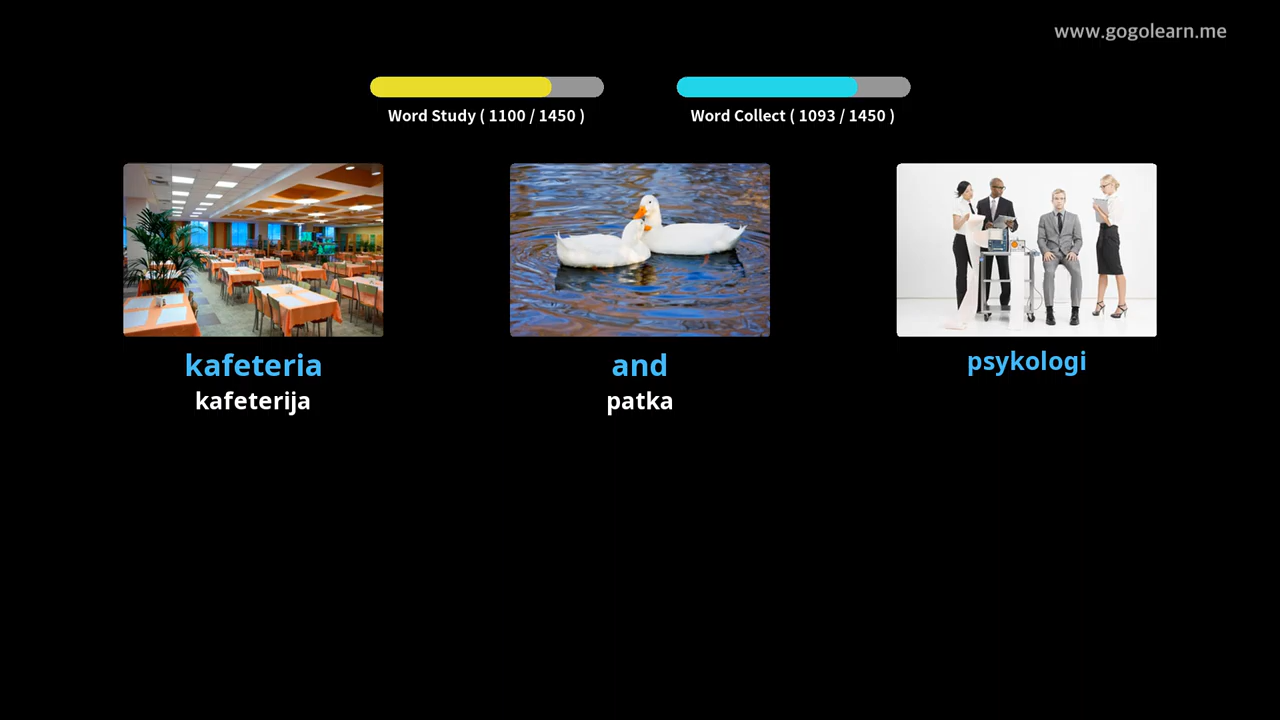 www.gogolearn.me
Word Study ( 1100 / 1450 )
Word Collect ( 1093 / 1450 )
kafeteria
kafeterija
and
patka
psykologi